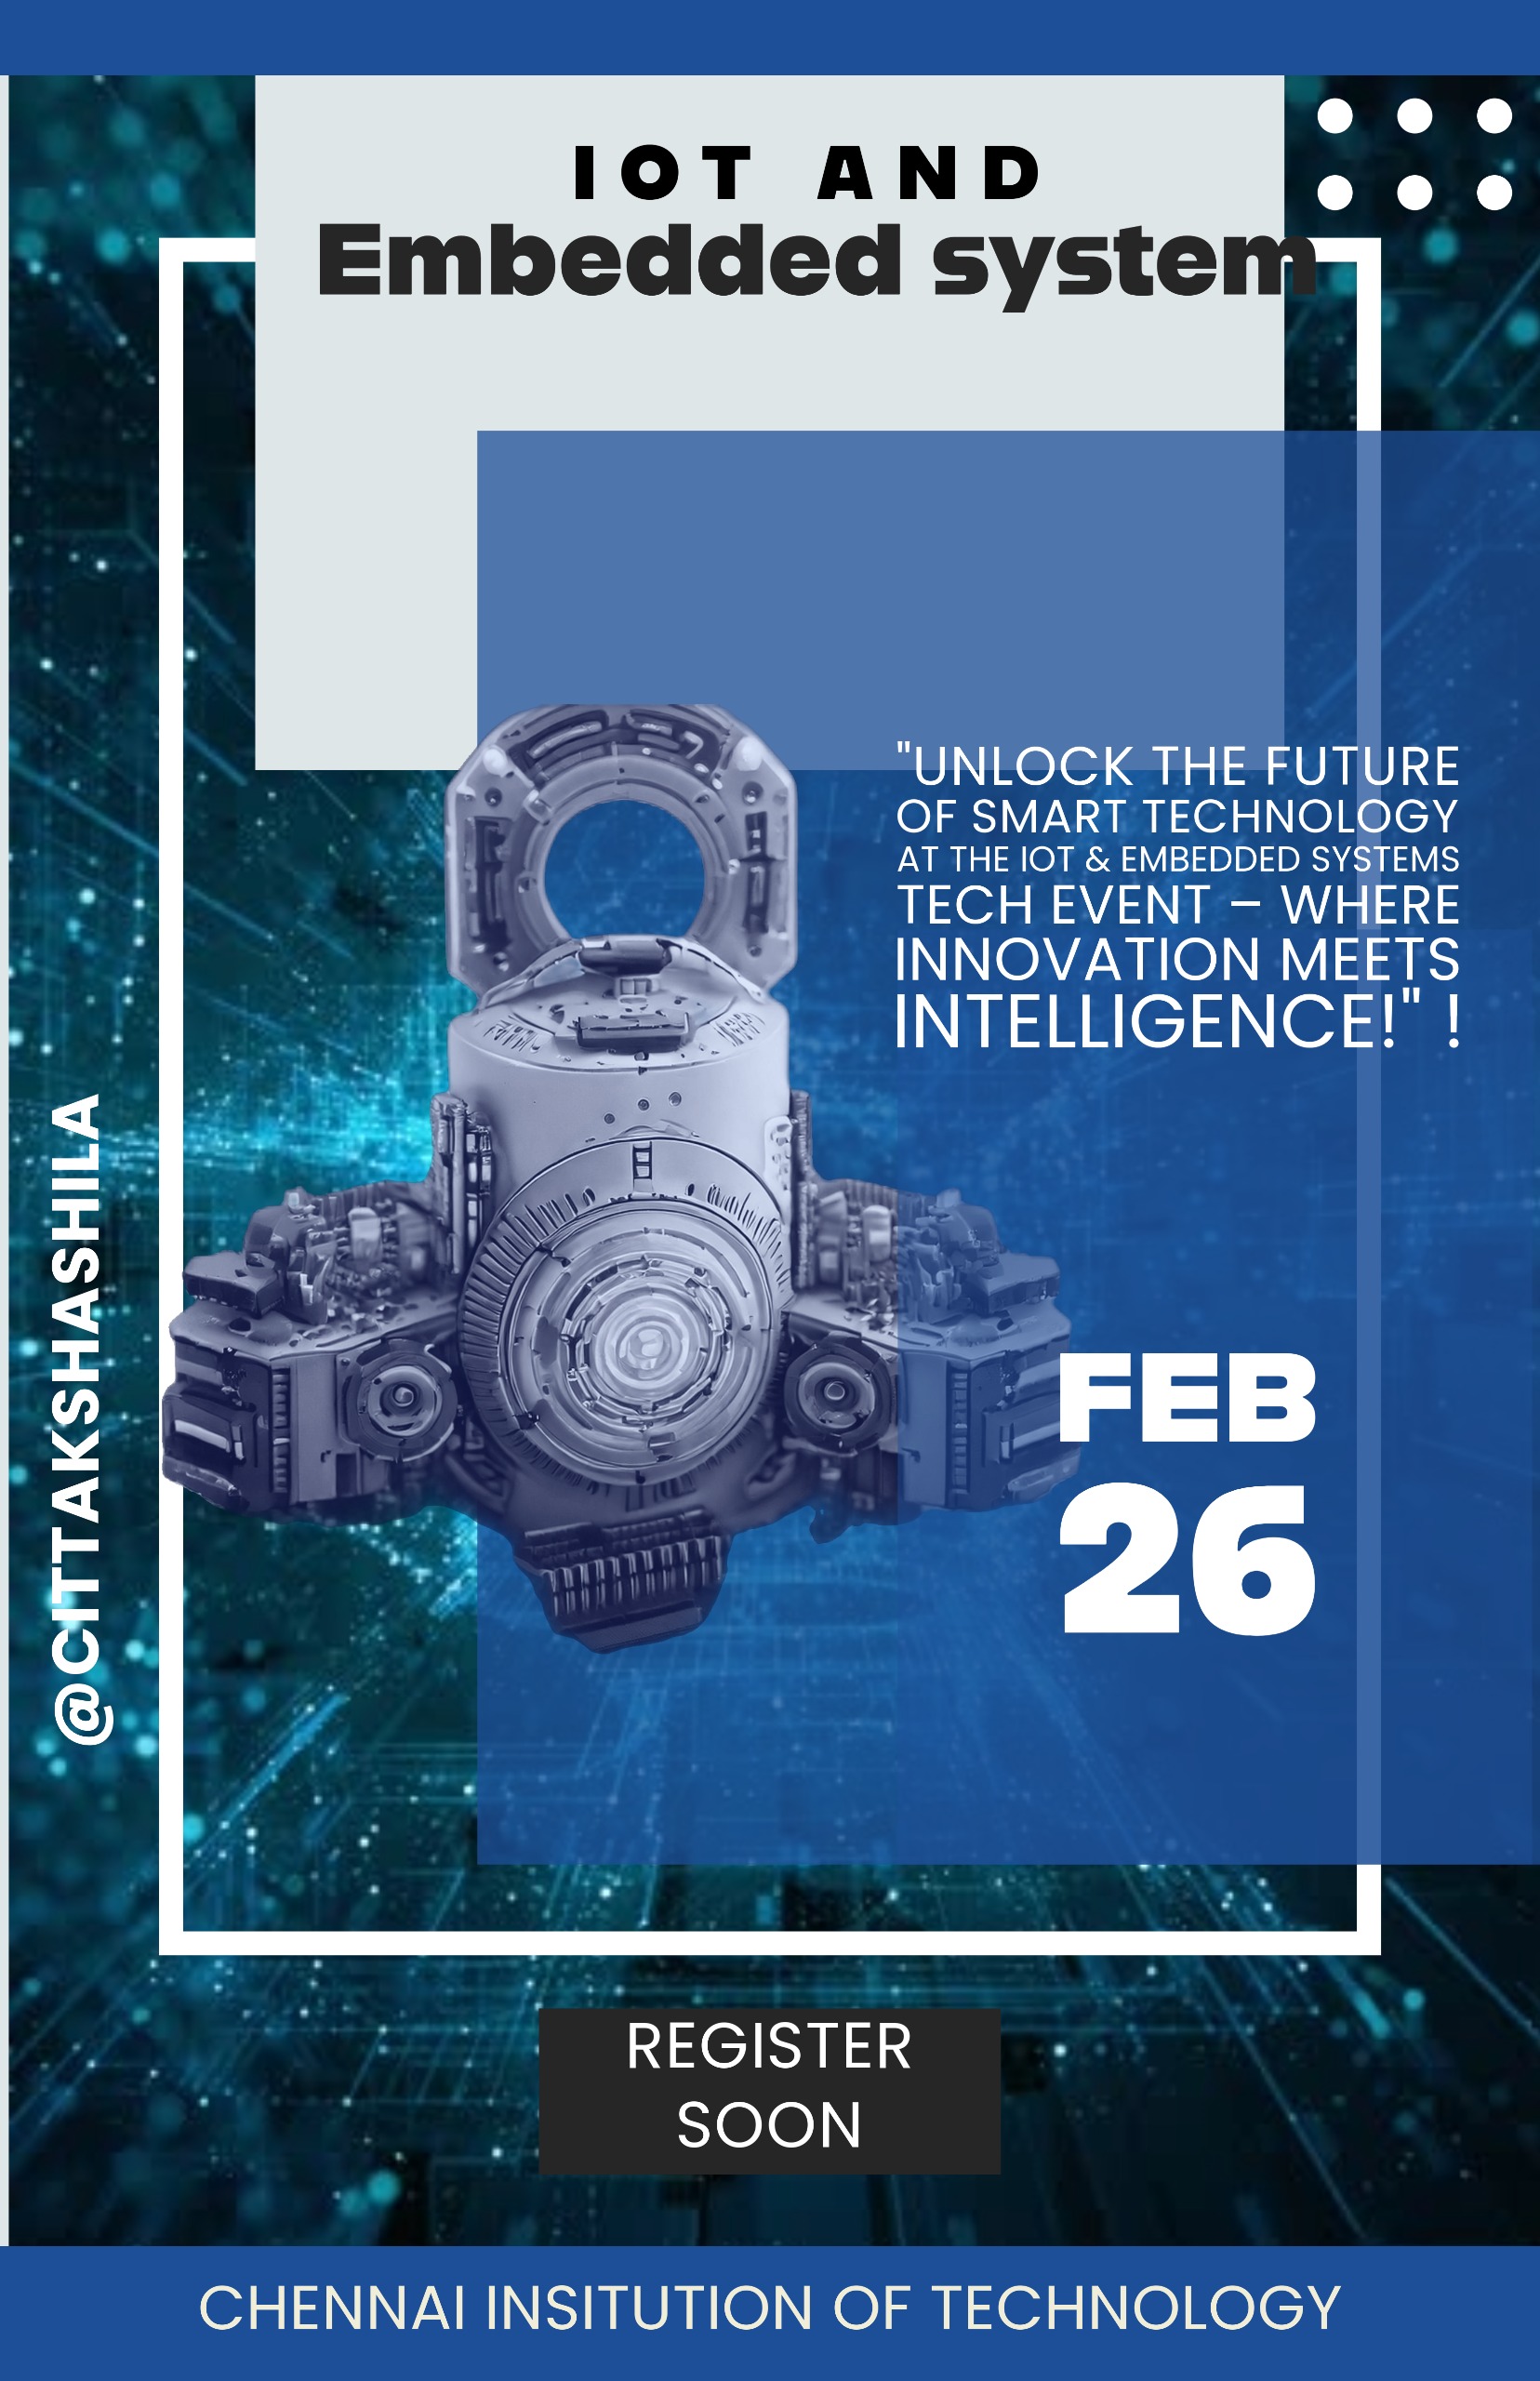 IOT AND
Embedded system
"UNLOCK THE FUTURE
OF SMART TECHNOLOGY
AT THE IOT & EMBEDDED SYSTEMS
TECH EVENT – WHERE
INNOVATION MEETS
INTELLIGENCE!" !
@CITTAKSHASHILA
FEB
26
REGISTER
SOON
CHENNAI INSITUTION OF TECHNOLOGY